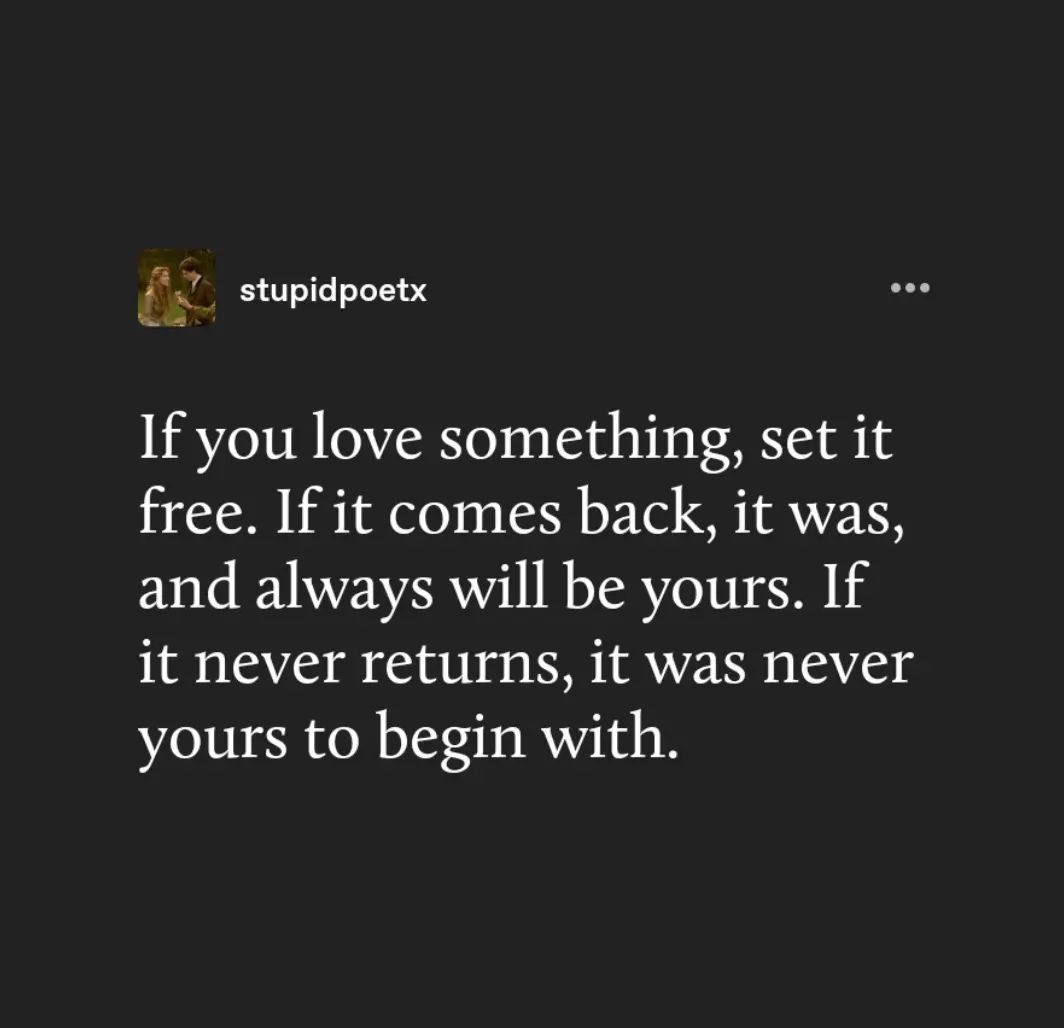 stupidpoetx
If you love something, set it
free. If it comes back, it was,
and always will be yours. If
it never returns, it was never
yours to begin with.